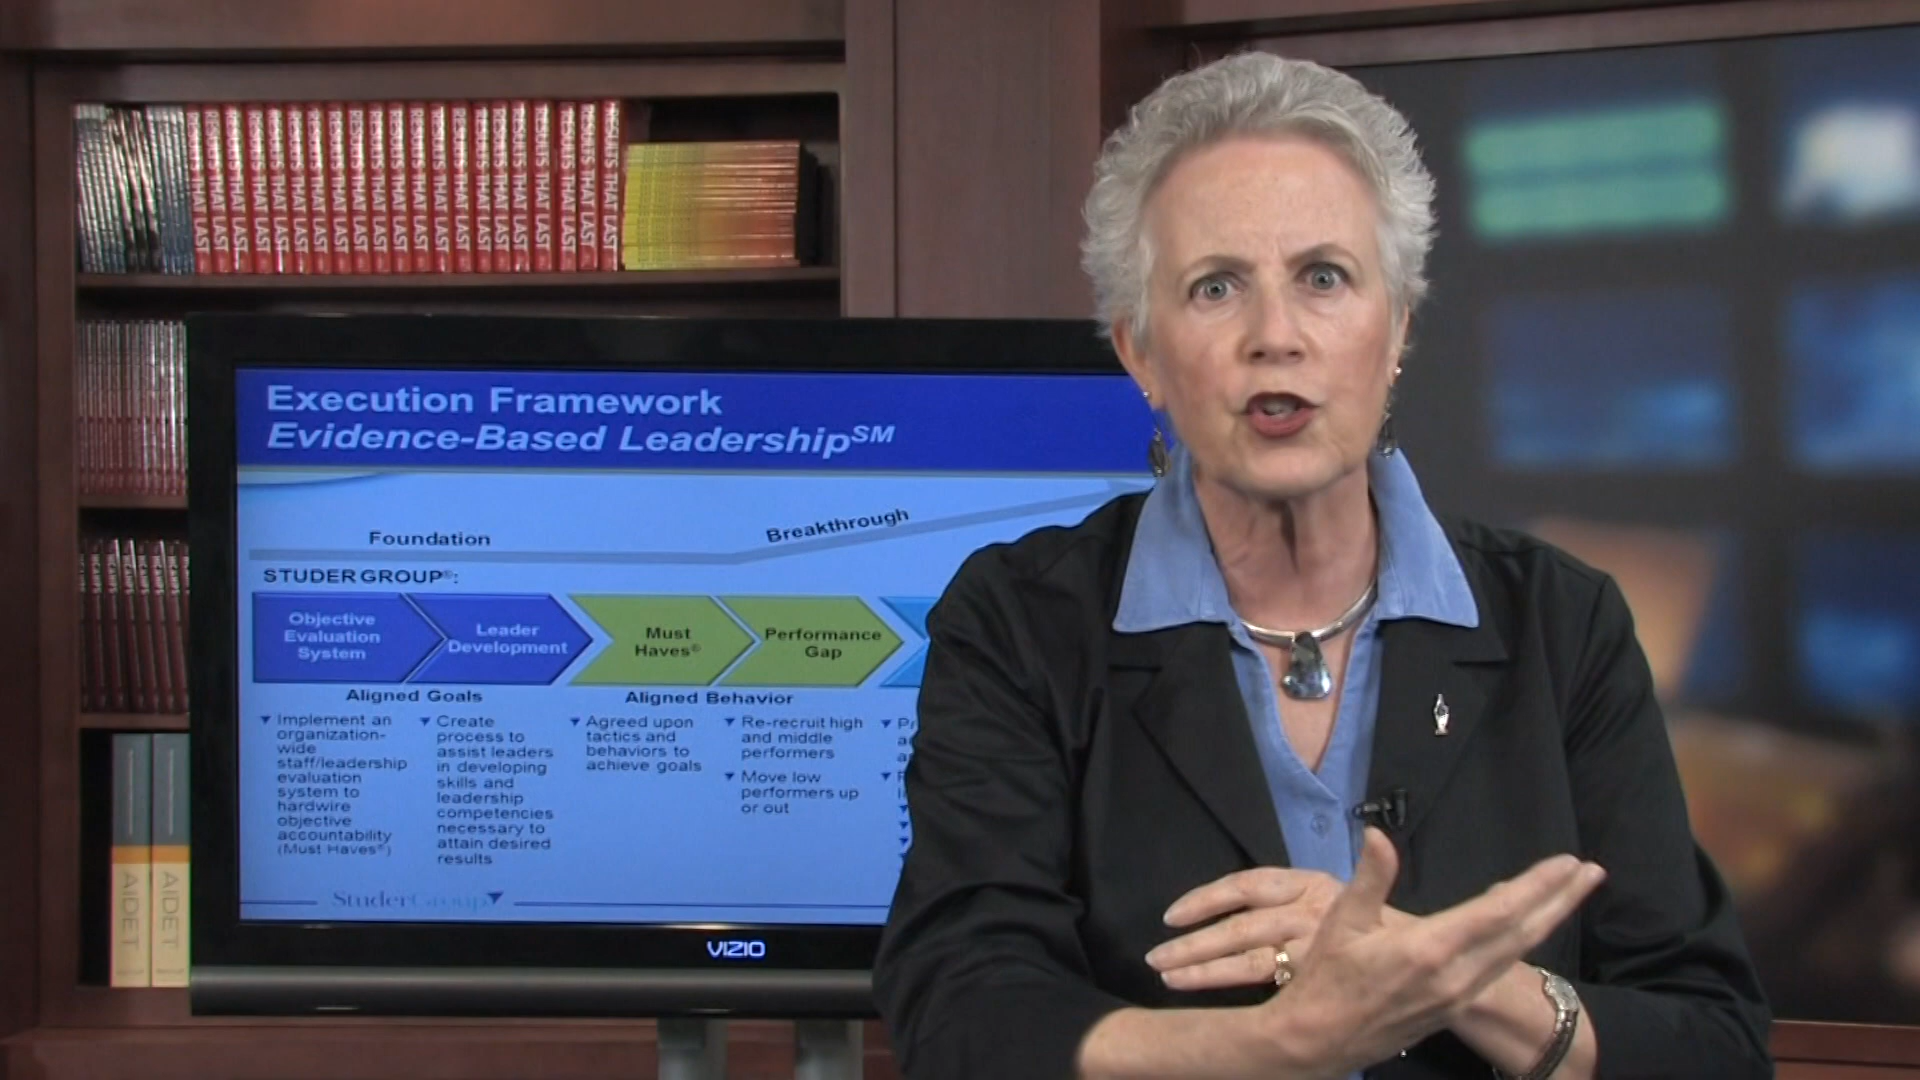 RESULTS THAT LAST
Execution Framework
Evidence-Based Leadership℠
Foundation
Breakthrough
STUDER GROUP®:
Objective
Evaluation
System
Leader
Development
Must
Haves®
Performance
Gap
Aligned Goals
Aligned Behavior
Implement an
organization-
wide
staff/leadership
evaluation
system to
hardwire
objective
accountability
(Must Haves®)
Create
process to
assist leaders
in developing
skills and
leadership
competencies
necessary to
attain desired
results
Agreed upon
tactics and
behaviors to
achieve goals
Re-recruit high
and middle
performers
Move low
performers up
or out
StuderGroup
VIZIO
AIDET
AIDET